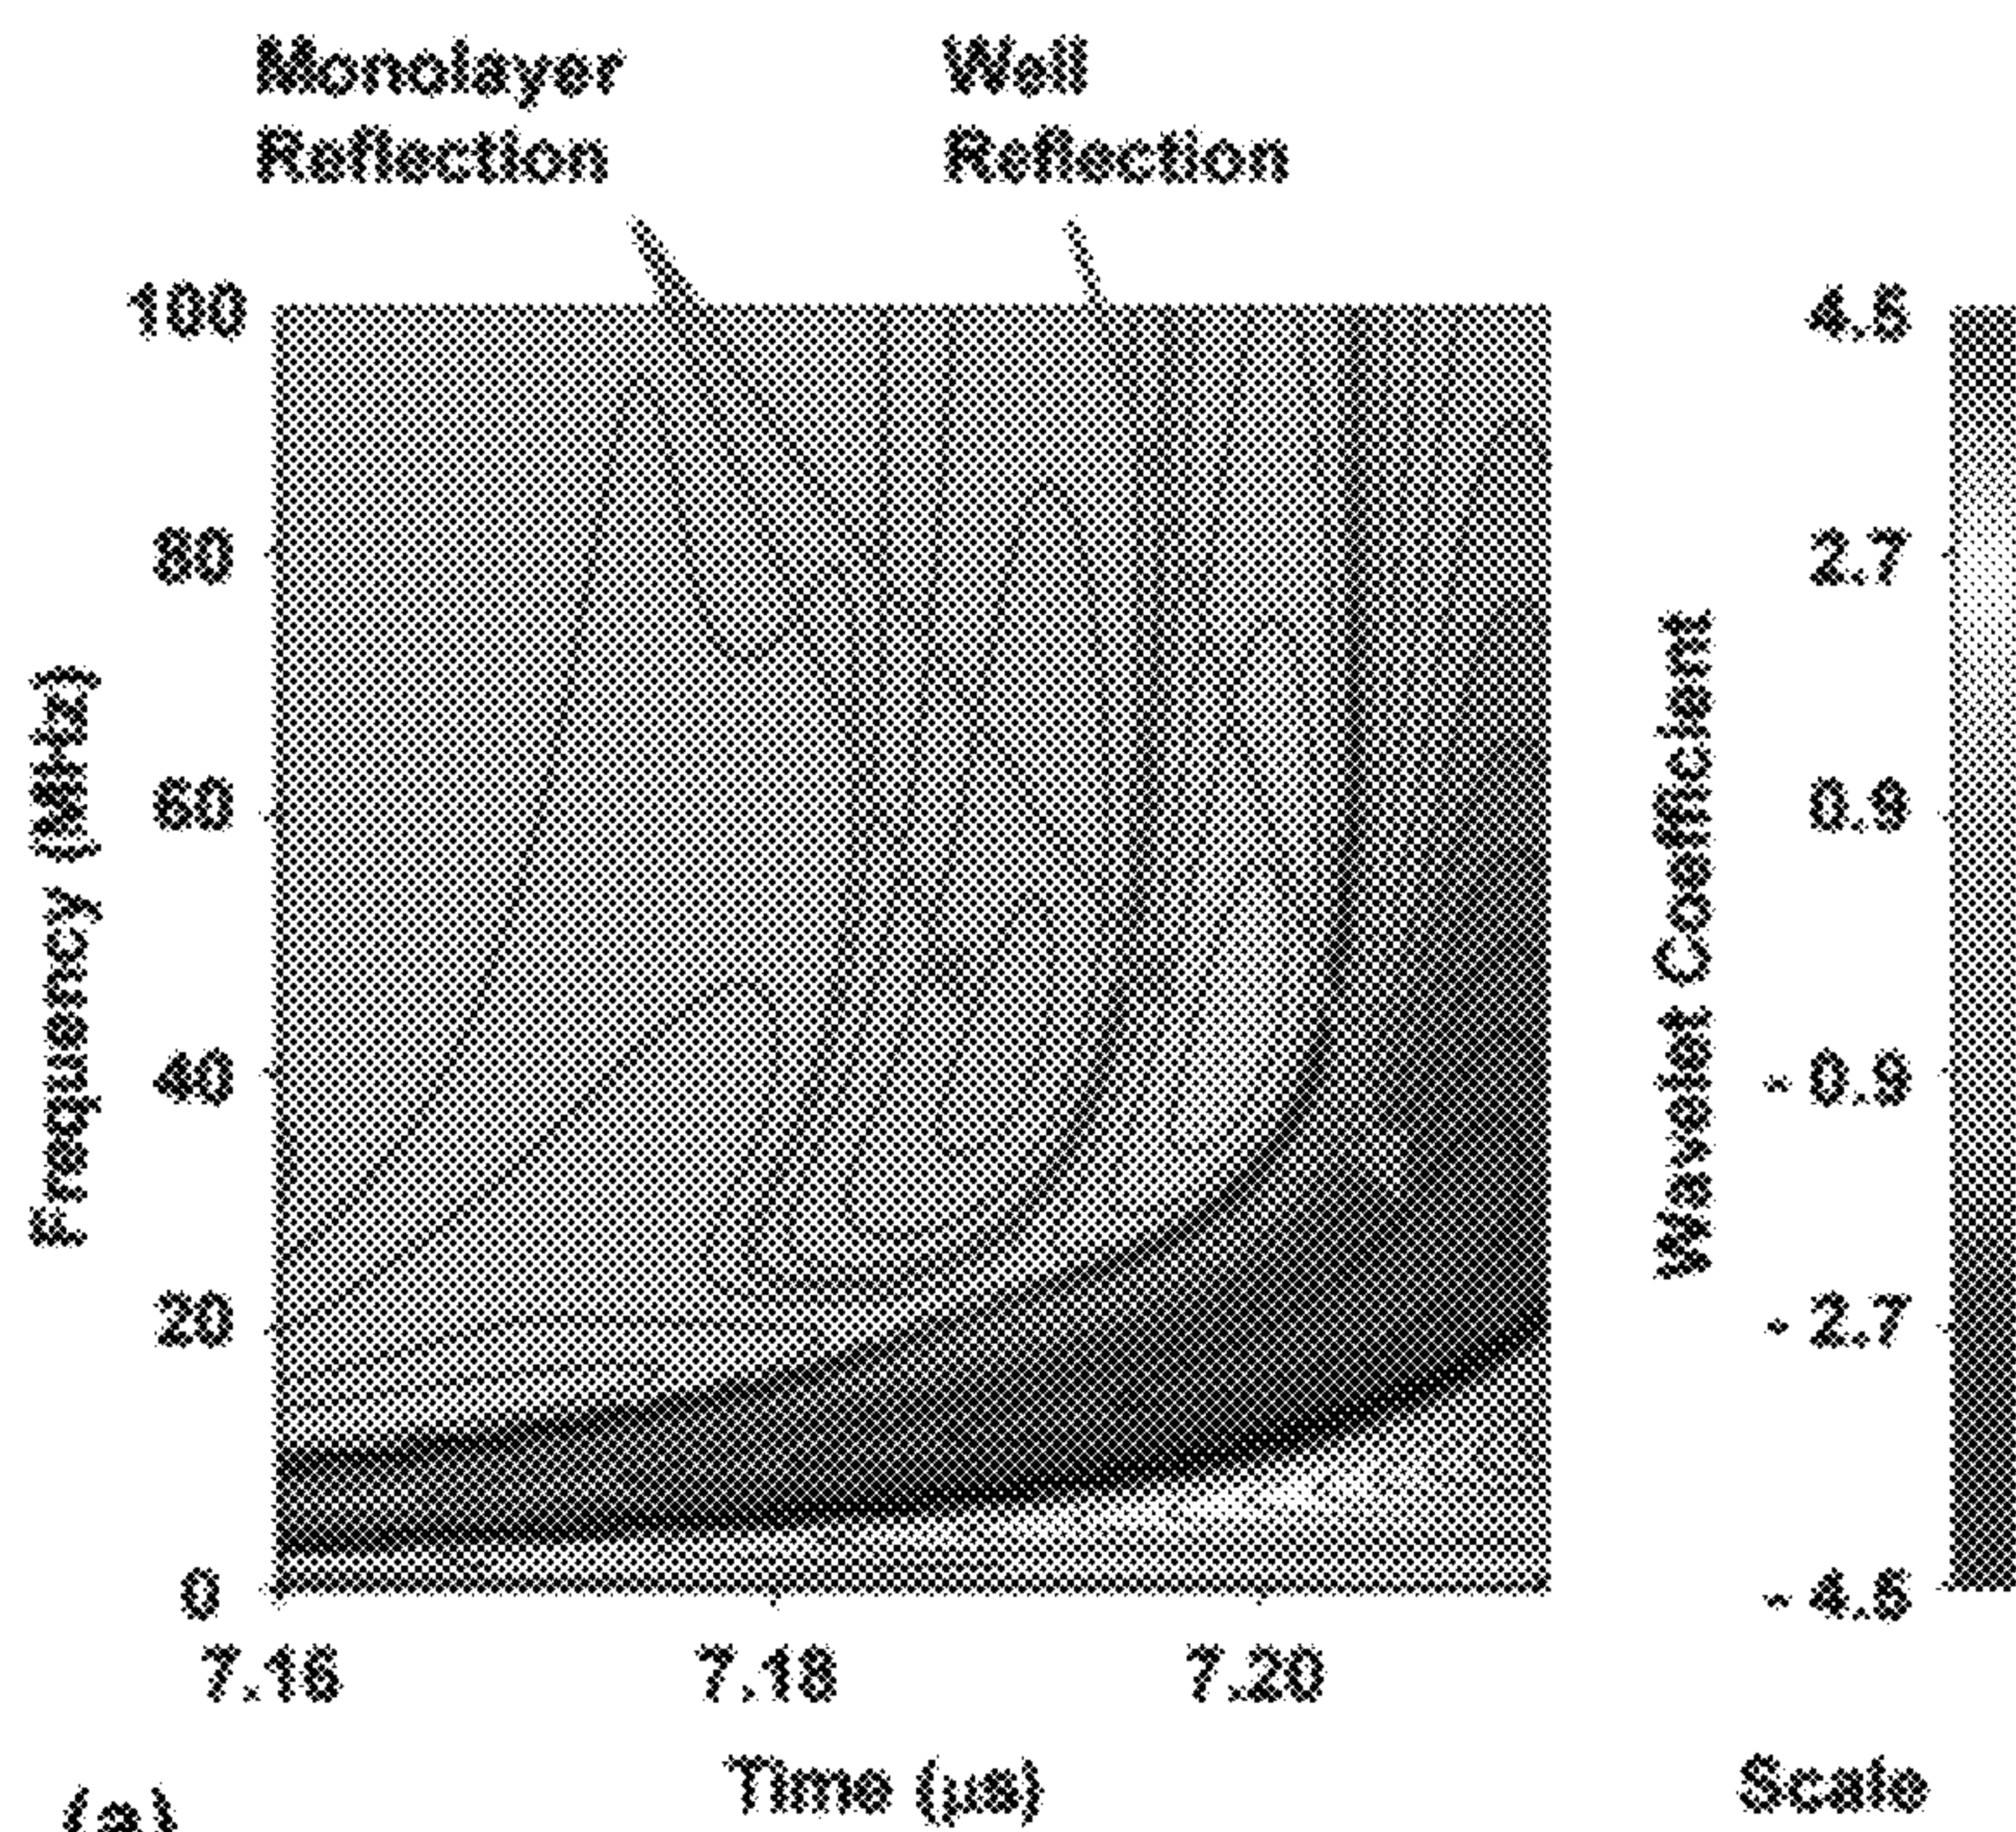 Monolayer
Reflection
Well
Reflection
100
80
60
40
20
0
Frequency (MHz)
7.16
7.18
7.20
Time (µs)
4.5
2.7
0.9
- 0.9
- 2.7
- 4.5
Wavelet Coefficient
Scale
(a)